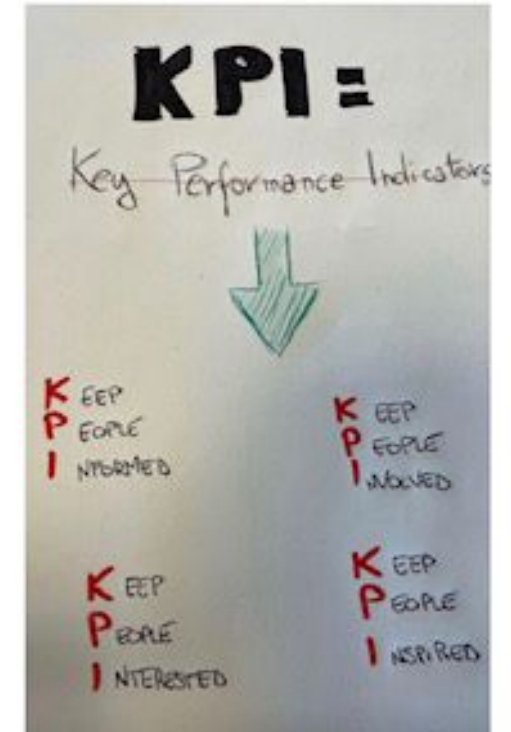 KPI =
Key Performance Indicators
KEEP
PEOPLE
INFORMED
KEEP
PEOPLE
INVOLVED
KEEP
PEOPLE
INTERESTED
KEEP
PEOPLE
INSPIRED